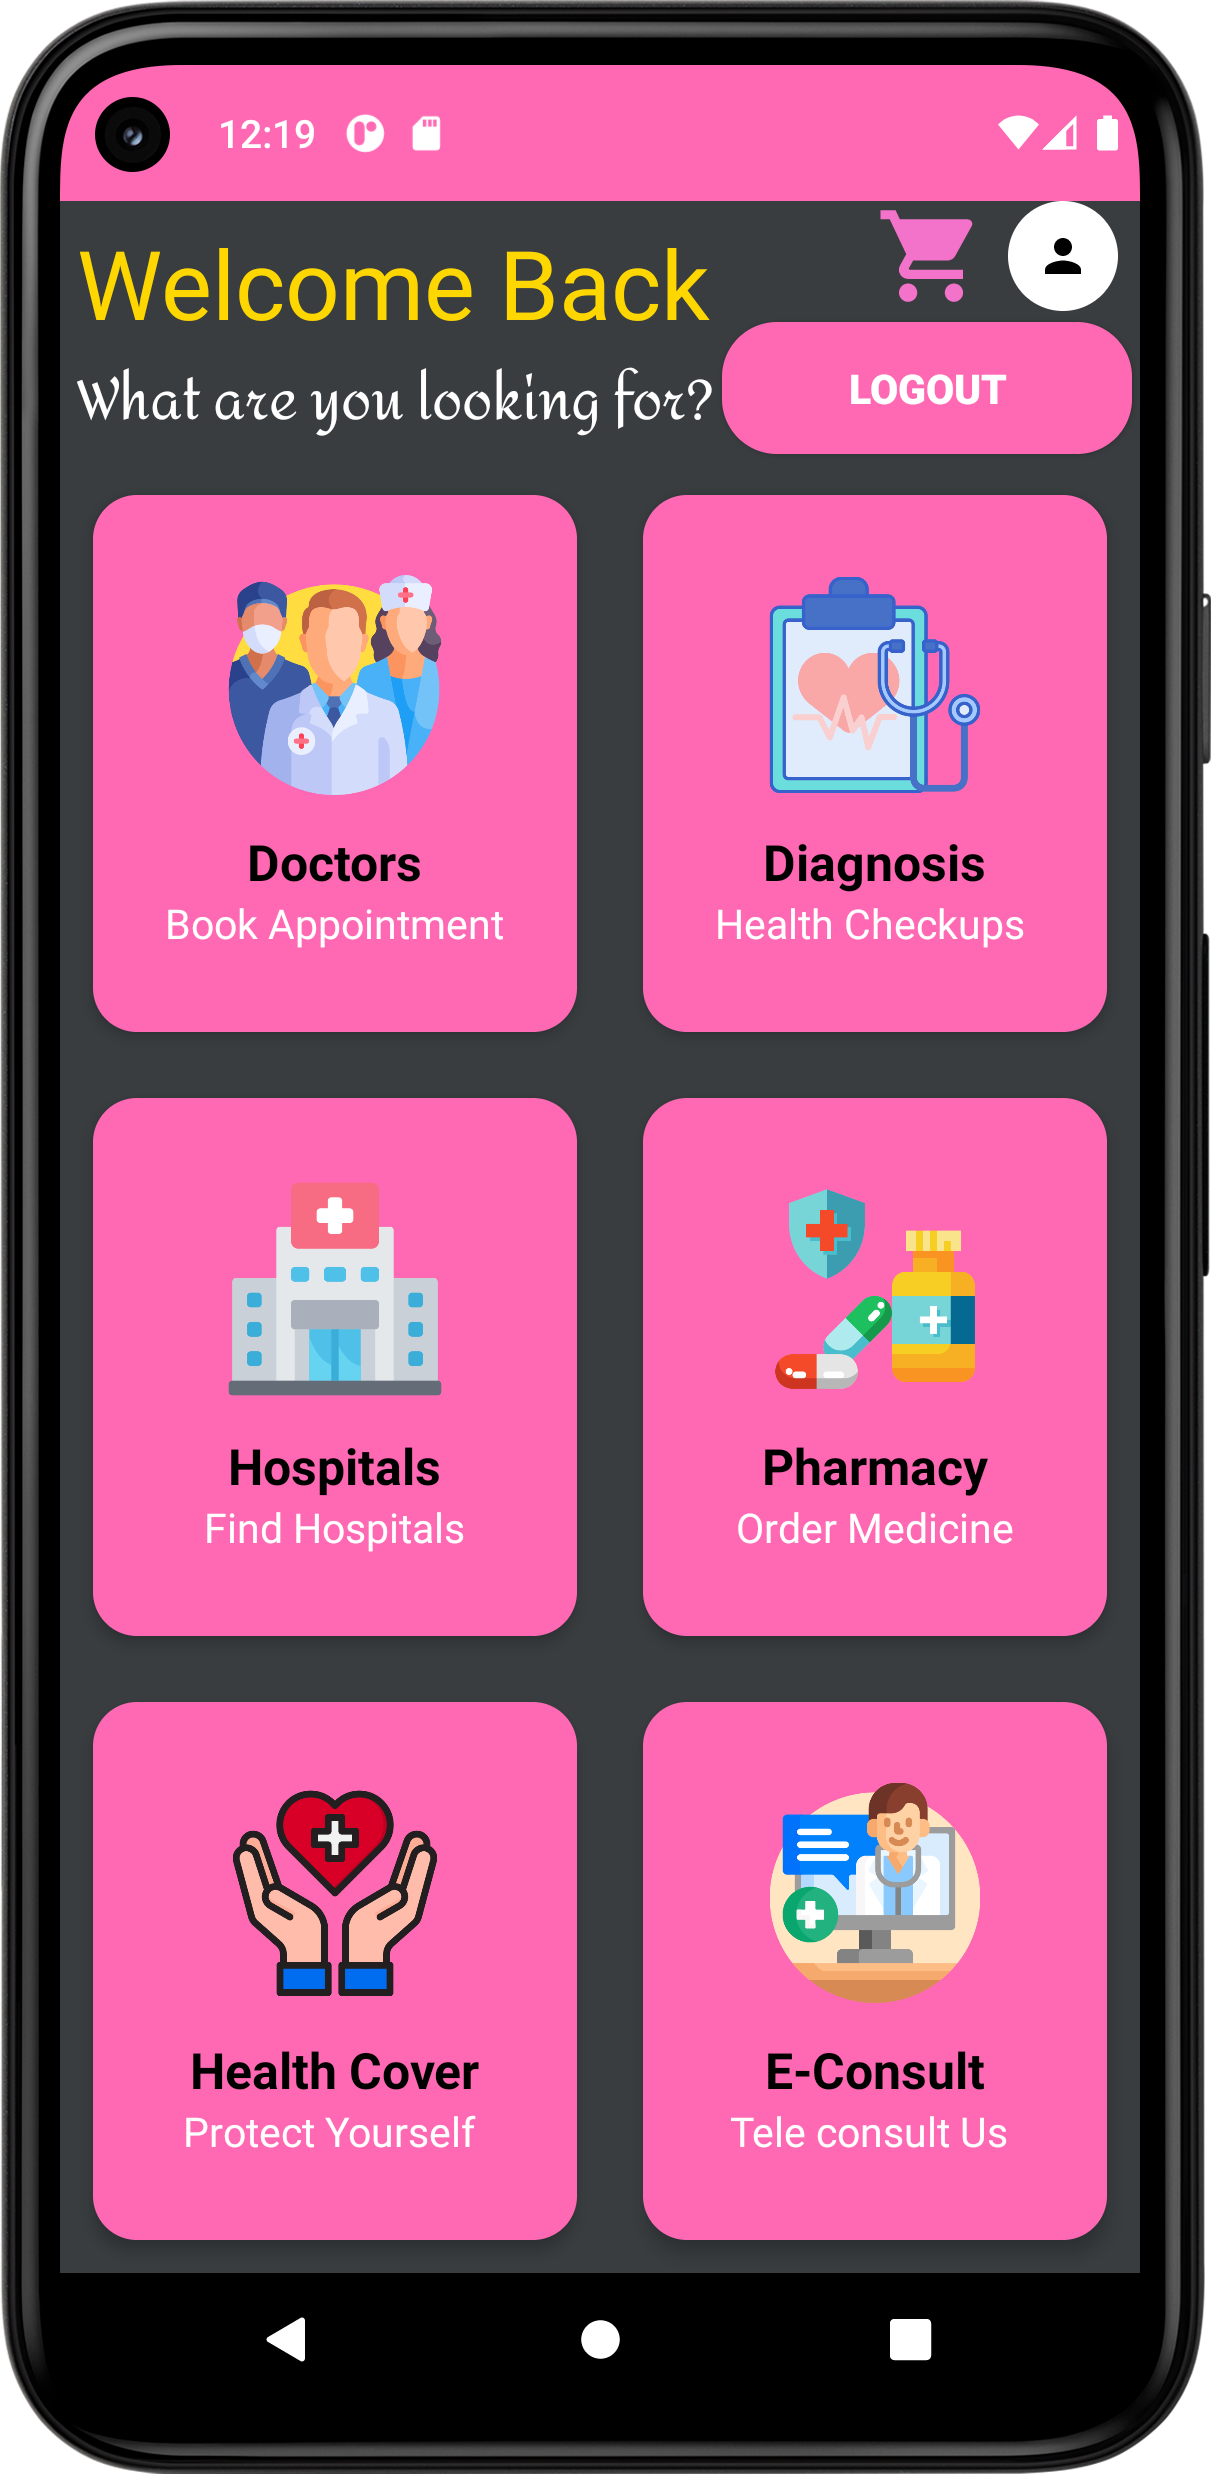 12:19
Welcome Back
What are you looking for?
LOGOUT
Doctors
Book Appointment
Diagnosis
Health Checkups
Hospitals
Find Hospitals
Pharmacy
Order Medicine
Health Cover
Protect Yourself
E-Consult
Tele consult Us